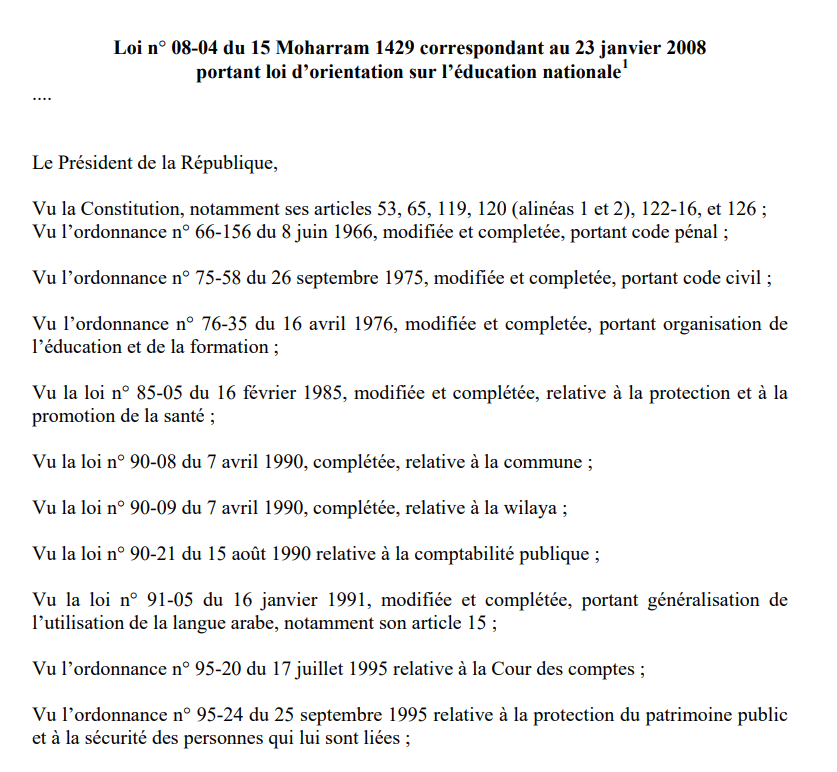 Loi n° 08-04 du 15 Moharram 1429 correspondant au 23 janvier 2008
portant loi d’orientation sur l’éducation nationale1
....
Le Président de la République,
Vu la Constitution, notamment ses articles 53, 65, 119, 120 (alinéas 1 et 2), 122-16, et 126 ;
Vu l’ordonnance n° 66-156 du 8 juin 1966, modifiée et completée, portant code pénal ;
Vu l’ordonnance n° 75-58 du 26 septembre 1975, modifiée et completée, portant code civil ;
Vu l’ordonnance n° 76-35 du 16 avril 1976, modifiée et completée, portant organisation de
l’éducation et de la formation ;
Vu la loi n° 85-05 du 16 février 1985, modifiée et complétée, relative à la protection et à la
promotion de la santé ;
Vu la loi n° 90-08 du 7 avril 1990, complétée, relative à la commune ;
Vu la loi n° 90-09 du 7 avril 1990, complétée, relative à la wilaya ;
Vu la loi n° 90-21 du 15 août 1990 relative à la comptabilité publique ;
Vu la loi n° 91-05 du 16 janvier 1991, modifiée et complétée, portant généralisation de
l’utilisation de la langue arabe, notamment son article 15 ;
Vu l’ordonnance n° 95-20 du 17 juillet 1995 relative à la Cour des comptes ;
Vu l’ordonnance n° 95-24 du 25 septembre 1995 relative à la protection du patrimoine public
et à la sécurité des personnes qui lui sont liées ;